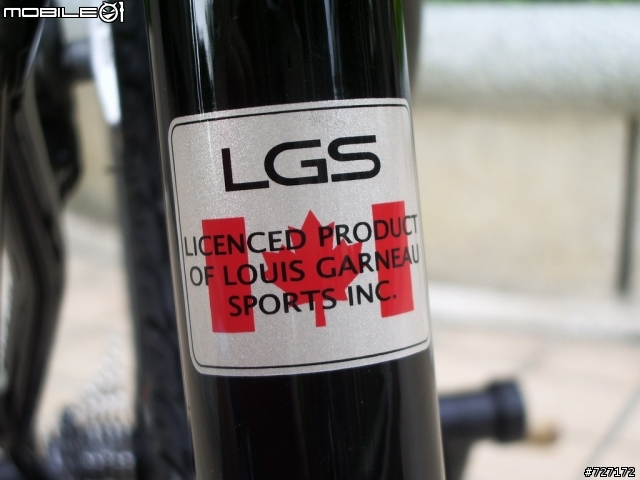 MOBILE01
LGS
LICENCED PRODUCT
OF LOUIS GARNEAU
SPORTS INC.
#727172